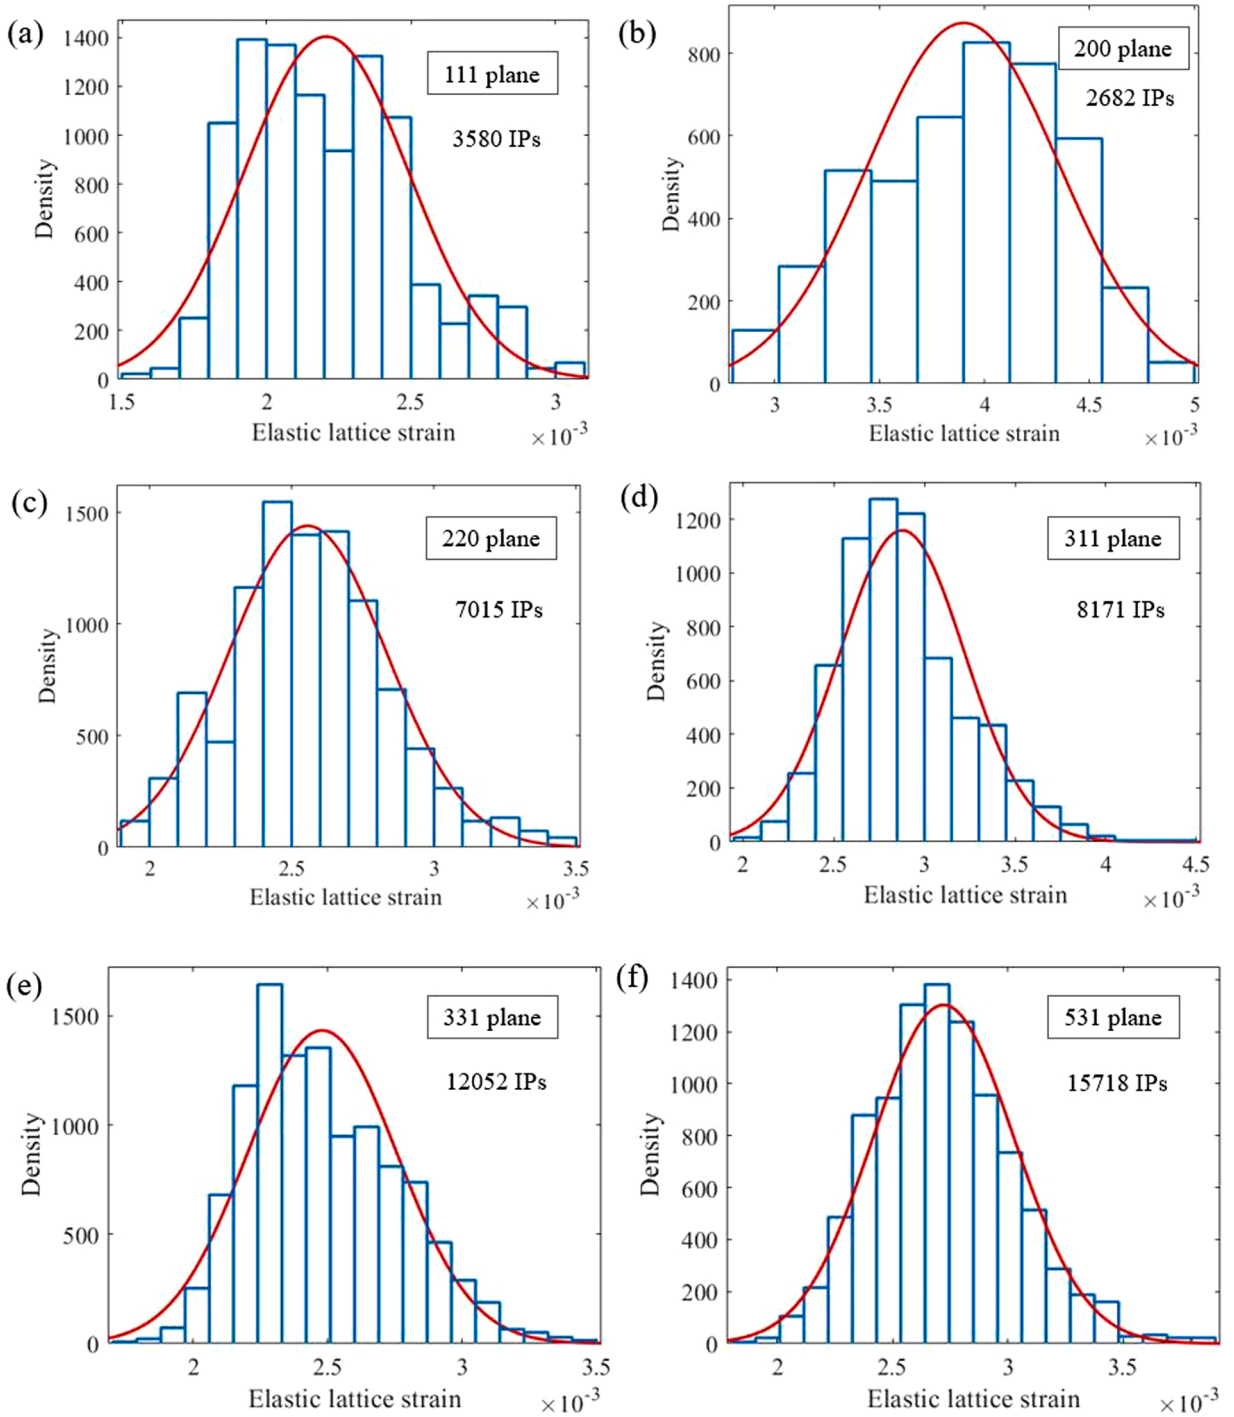 (a)
1400
1200
1000
800
600
400
200
0
Density
111 plane
3580 IPs
1.5 2 2.5 3
Elastic lattice strain
×10-3
(b)
800
600
400
200
0
Density
200 plane
2682 IPs
3 3.5 4 4.5 5
Elastic lattice strain
×10-3
(c)
1500
1000
500
0
Density
220 plane
7015 IPs
2 2.5 3 3.5
Elastic lattice strain
×10-3
(d)
1200
1000
800
600
400
200
0
Density
311 plane
8171 IPs
2 2.5 3 3.5 4 4.5
Elastic lattice strain
×10-3
(e)
1500
1000
500
0
Density
331 plane
12052 IPs
2 2.5 3 3.5
Elastic lattice strain
×10-3
(f)
1400
1200
1000
800
600
400
200
0
Density
531 plane
15718 IPs
2 2.5 3 3.5
Elastic lattice strain
×10-3